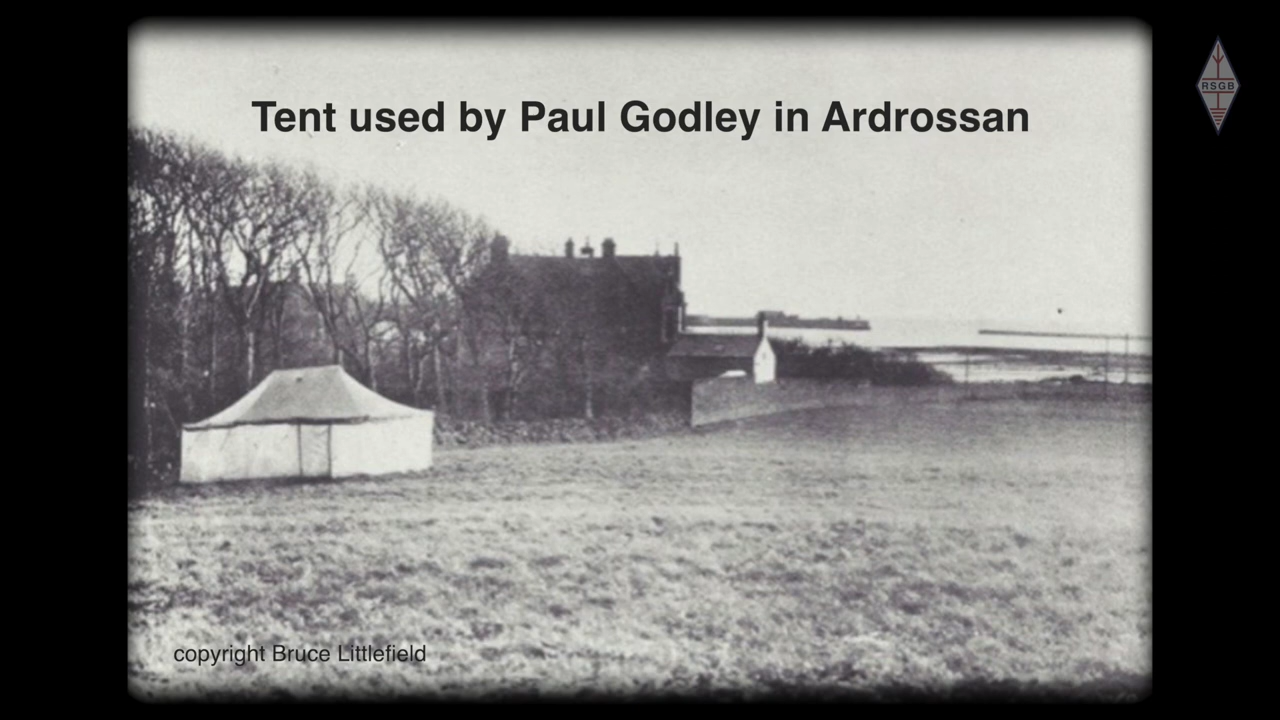 RSGB
Tent used by Paul Godley in Ardrossan
copyright Bruce Littlefield